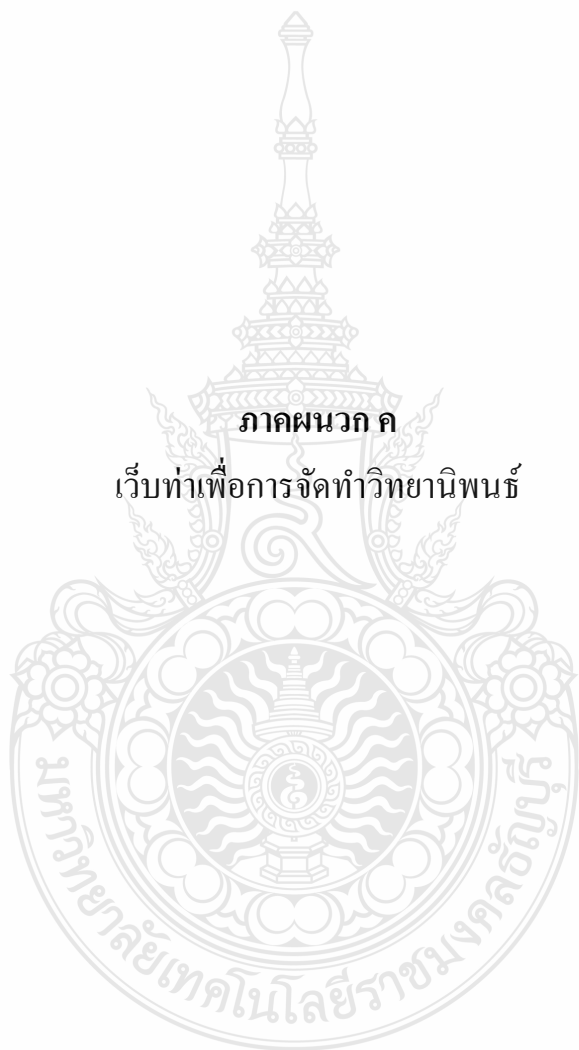 ภาคผนวก ค
เว็บท่าเพื่อการจัดทำวิทยานิพนธ์
มหาวิทยาลัยเทคโนโลยีราชมงคลธัญบุรี